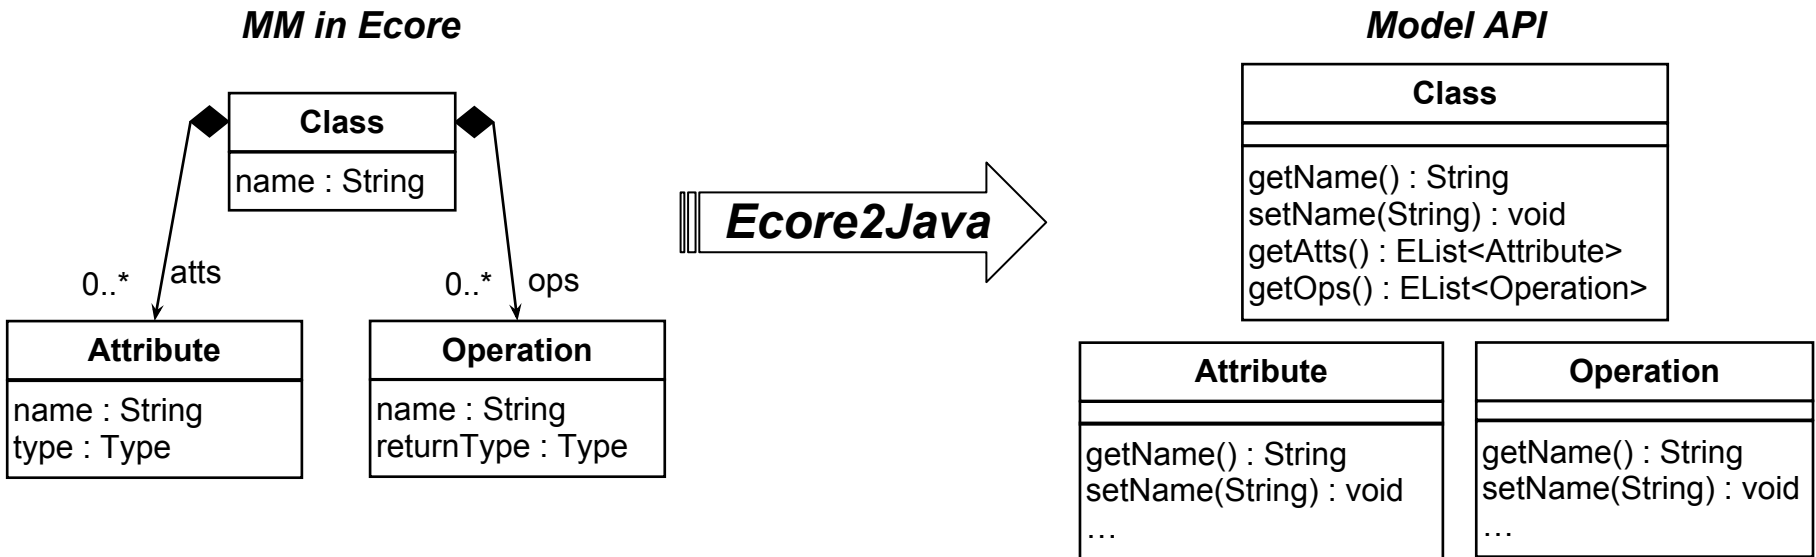 MM in Ecore
Class
name : String
0..*
atts
0..*
ops
Attribute
name : String
type : Type
Operation
name : String
returnType : Type
Ecore2Java
Model API
Class
getName() : String
setName(String) : void
getAtts() : EList<Attribute>
getOps() : EList<Operation>
Attribute
getName() : String
setName(String) : void
…
Operation
getName() : String
setName(String) : void
…